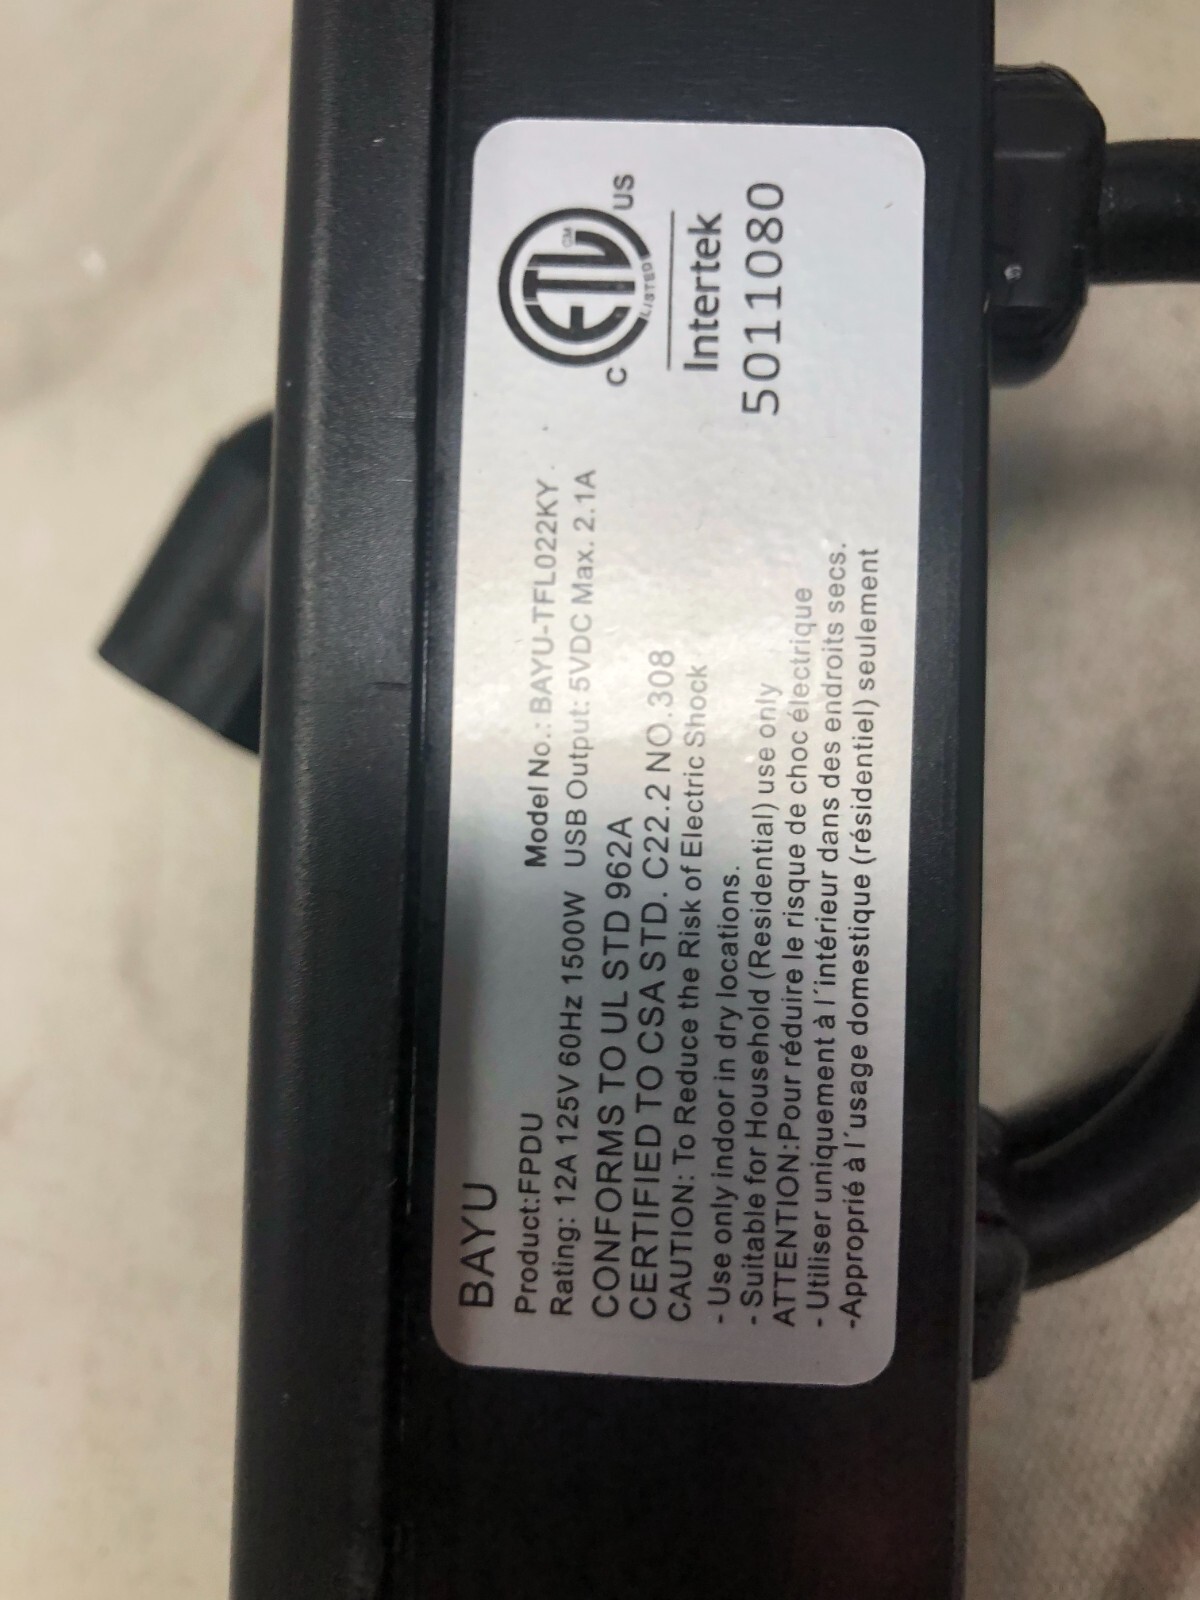 BAYU
Product:FPDU Model No.: BAYU-TFL022KY
Rating: 12A 125V 60Hz 1500W USB Output: 5VDC Max. 2.1A
CONFORMS TO UL STD 962A
CERTIFIED TO CSA STD. C22.2 NO.308
CAUTION: To Reduce the Risk of Electric Shock
- Use only indoor in dry locations.
- Suitable for Household (Residential) use only
ATTENTION:Pour réduire le risque de choc électrique
- Utiliser uniquement à l´intérieur dans des endroits secs.
-Approprié à l´usage domestique (résidentiel) seulement
C ETL CM US
LISTED
Intertek
5011080